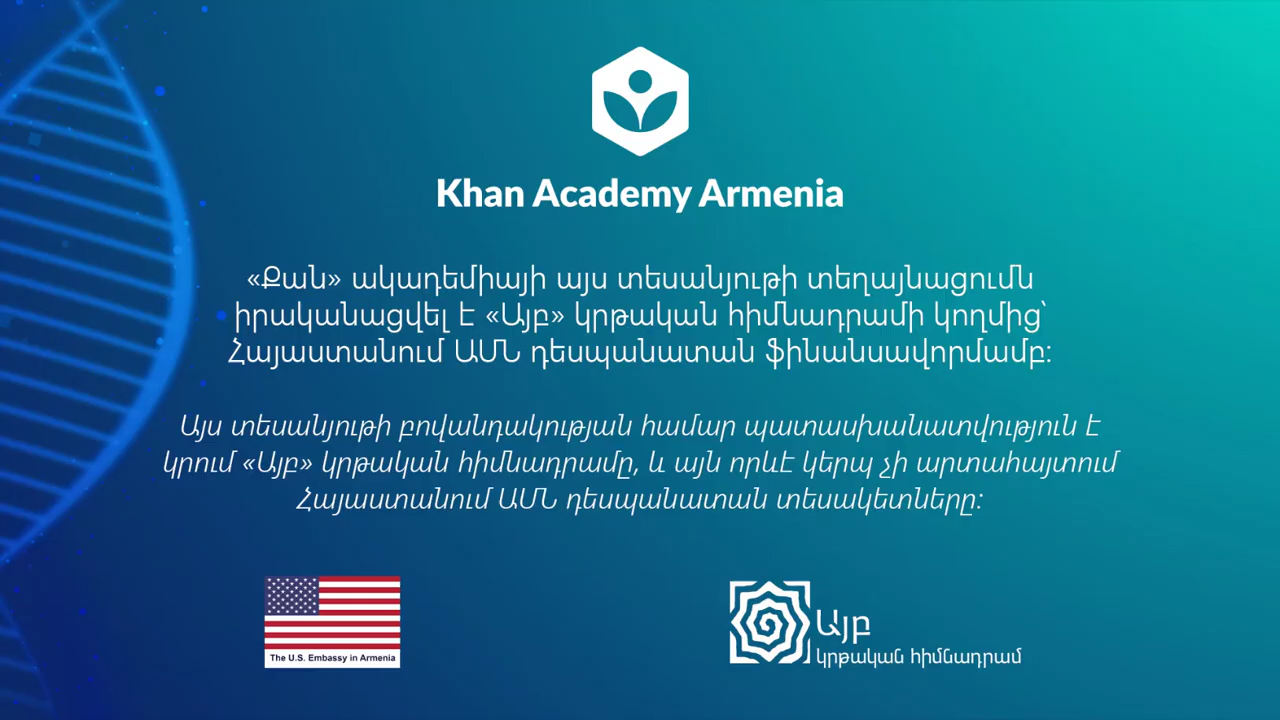 Khan Academy Armenia
«Քան» ակադեմիայի այս տեսանյութի տեղայնացումն
իրականացվել է «Այբ» կրթական հիմնադրամի կողմից՝
Հայաստանում ԱՄՆ դեսպանատան ֆինանսավորմամբ:
Այս տեսանյութի բովանդակության համար պատասխանատվություն է
կրում «Այբ» կրթական հիմնադրամը, և այն որևէ կերպ չի արտահայտում
Հայաստանում ԱՄՆ դեսպանատան տեսակետները:
The U.S. Embassy in Armenia
Այբ
կրթական հիմնադրամ